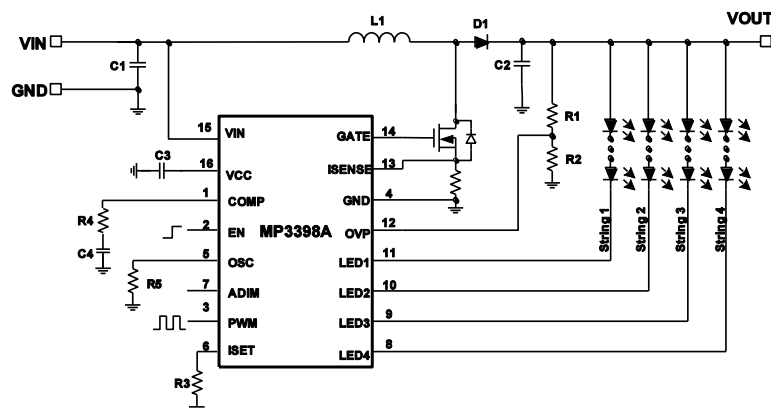 L1
D1
VOUT
VIN
C1
C2
GND
R1
R2
15
VIN
GATE
14
C3
16
VCC
ISENSE
13
1
COMP
GND
4
R4
2
EN
MP3398A
OVP
12
C4
5
OSC
LED1
11
R5
7
ADIM
LED2
10
3
PWM
LED3
9
6
ISET
LED4
8
R3
String 1
String 2
String 3
String 4